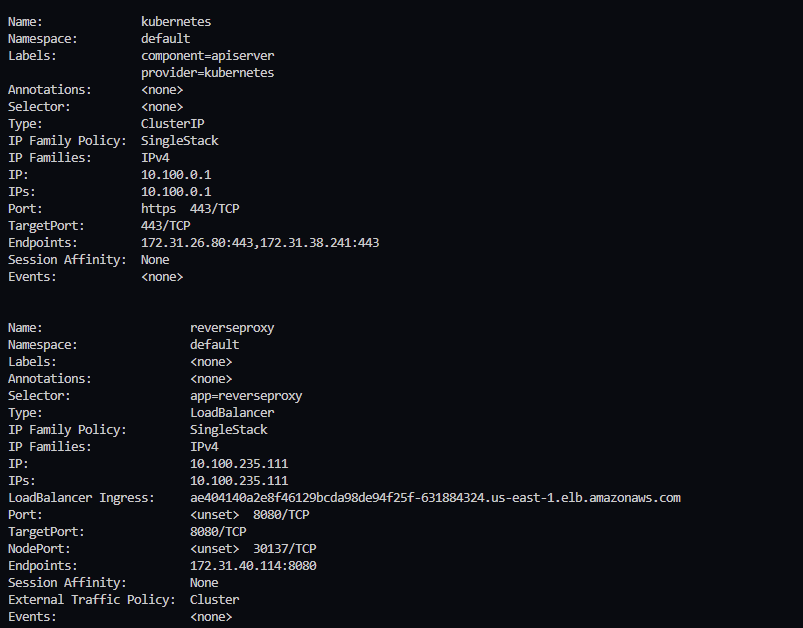 Name:              kubernetes
Namespace:         default
Labels:            component=apiserver
                   provider=kubernetes
Annotations:       <none>
Selector:          <none>
Type:              ClusterIP
IP Family Policy:  SingleStack
IP Families:       IPv4
IP:                10.100.0.1
IPs:               10.100.0.1
Port:              https  443/TCP
TargetPort:        443/TCP
Endpoints:         172.31.26.80:443,172.31.38.241:443
Session Affinity:  None
Events:            <none>
Name:                     reverseproxy
Namespace:                default
Labels:                   <none>
Annotations:              <none>
Selector:                 app=reverseproxy
Type:                     LoadBalancer
IP Family Policy:         SingleStack
IP Families:              IPv4
IP:                       10.100.235.111
IPs:                      10.100.235.111
LoadBalancer Ingress:     ae404140a2e8f46129bcda98de94f25f-631884324.us-east-1.elb.amazonaws.com
Port:                     <unset>  8080/TCP
TargetPort:               8080/TCP
NodePort:                 <unset>  30137/TCP
Endpoints:                172.31.40.114:8080
Session Affinity:         None
External Traffic Policy:  Cluster
Events:                   <none>